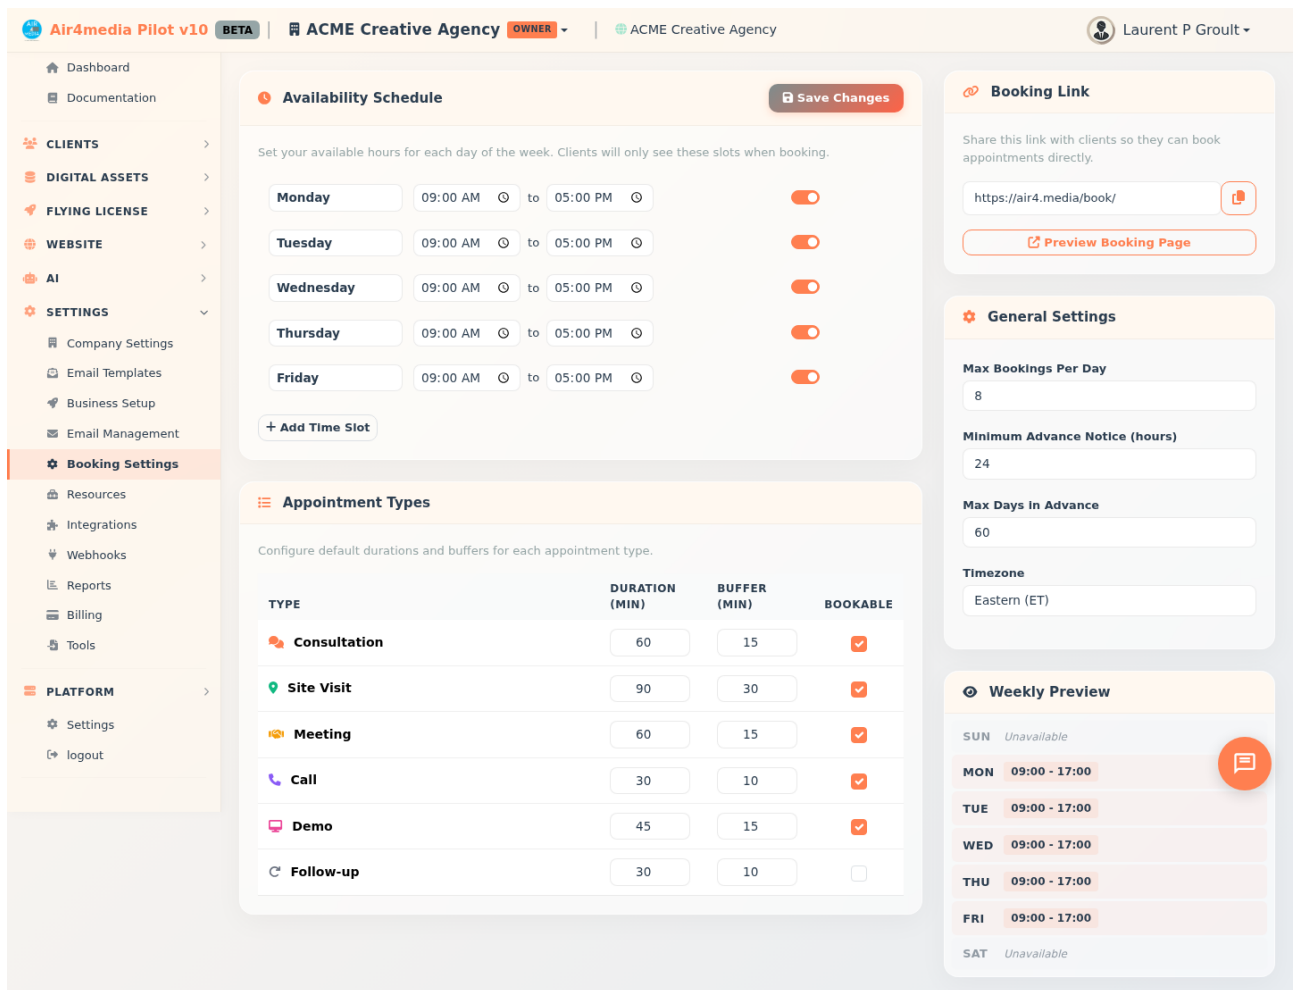 Air4media Pilot v10 BETA
ACME Creative Agency OWNER
ACME Creative Agency
Laurent P Groult
Dashboard
Documentation
CLIENTS
DIGITAL ASSETS
FLYING LICENSE
WEBSITE
AI
SETTINGS
Company Settings
Email Templates
Business Setup
Email Management
Booking Settings
Resources
Integrations
Webhooks
Reports
Billing
Tools
PLATFORM
Settings
logout
Availability Schedule
Save Changes
Set your available hours for each day of the week. Clients will only see these slots when booking.
Monday 09:00 AM to 05:00 PM
Tuesday 09:00 AM to 05:00 PM
Wednesday 09:00 AM to 05:00 PM
Thursday 09:00 AM to 05:00 PM
Friday 09:00 AM to 05:00 PM
+ Add Time Slot
Appointment Types
Configure default durations and buffers for each appointment type.
TYPE DURATION (MIN) BUFFER (MIN) BOOKABLE
Consultation 60 15
Site Visit 90 30
Meeting 60 15
Call 30 10
Demo 45 15
Follow-up 30 10
Booking Link
Share this link with clients so they can book
appointments directly.
https://air4.media/book/
Preview Booking Page
General Settings
Max Bookings Per Day
8
Minimum Advance Notice (hours)
24
Max Days in Advance
60
Timezone
Eastern (ET)
Weekly Preview
SUN Unavailable
MON 09:00 - 17:00
TUE 09:00 - 17:00
WED 09:00 - 17:00
THU 09:00 - 17:00
FRI 09:00 - 17:00
SAT Unavailable